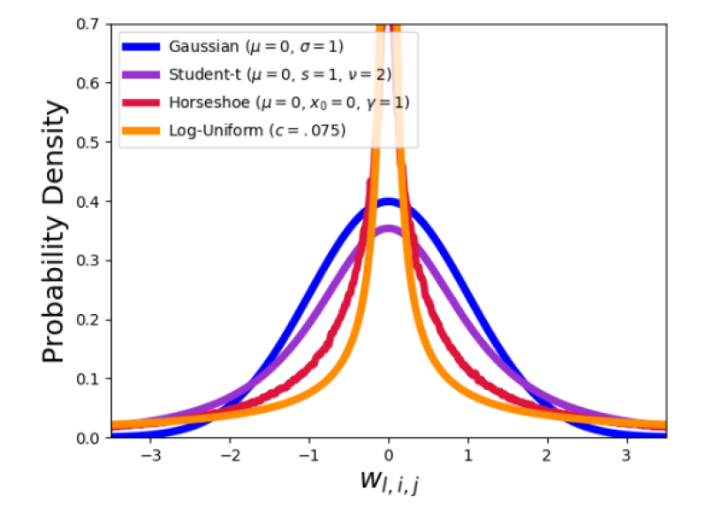 0.7
0.6
0.5
0.4
0.3
0.2
0.1
0.0
Probability Density
Gaussian (μ=0, σ=1)
Student-t (μ=0, s=1, ν=2)
Horseshoe (μ=0, x₀=0, γ=1)
Log-Uniform (c=.075)
−3 −2 −1 0 1 2 3
w_{l,i,j}